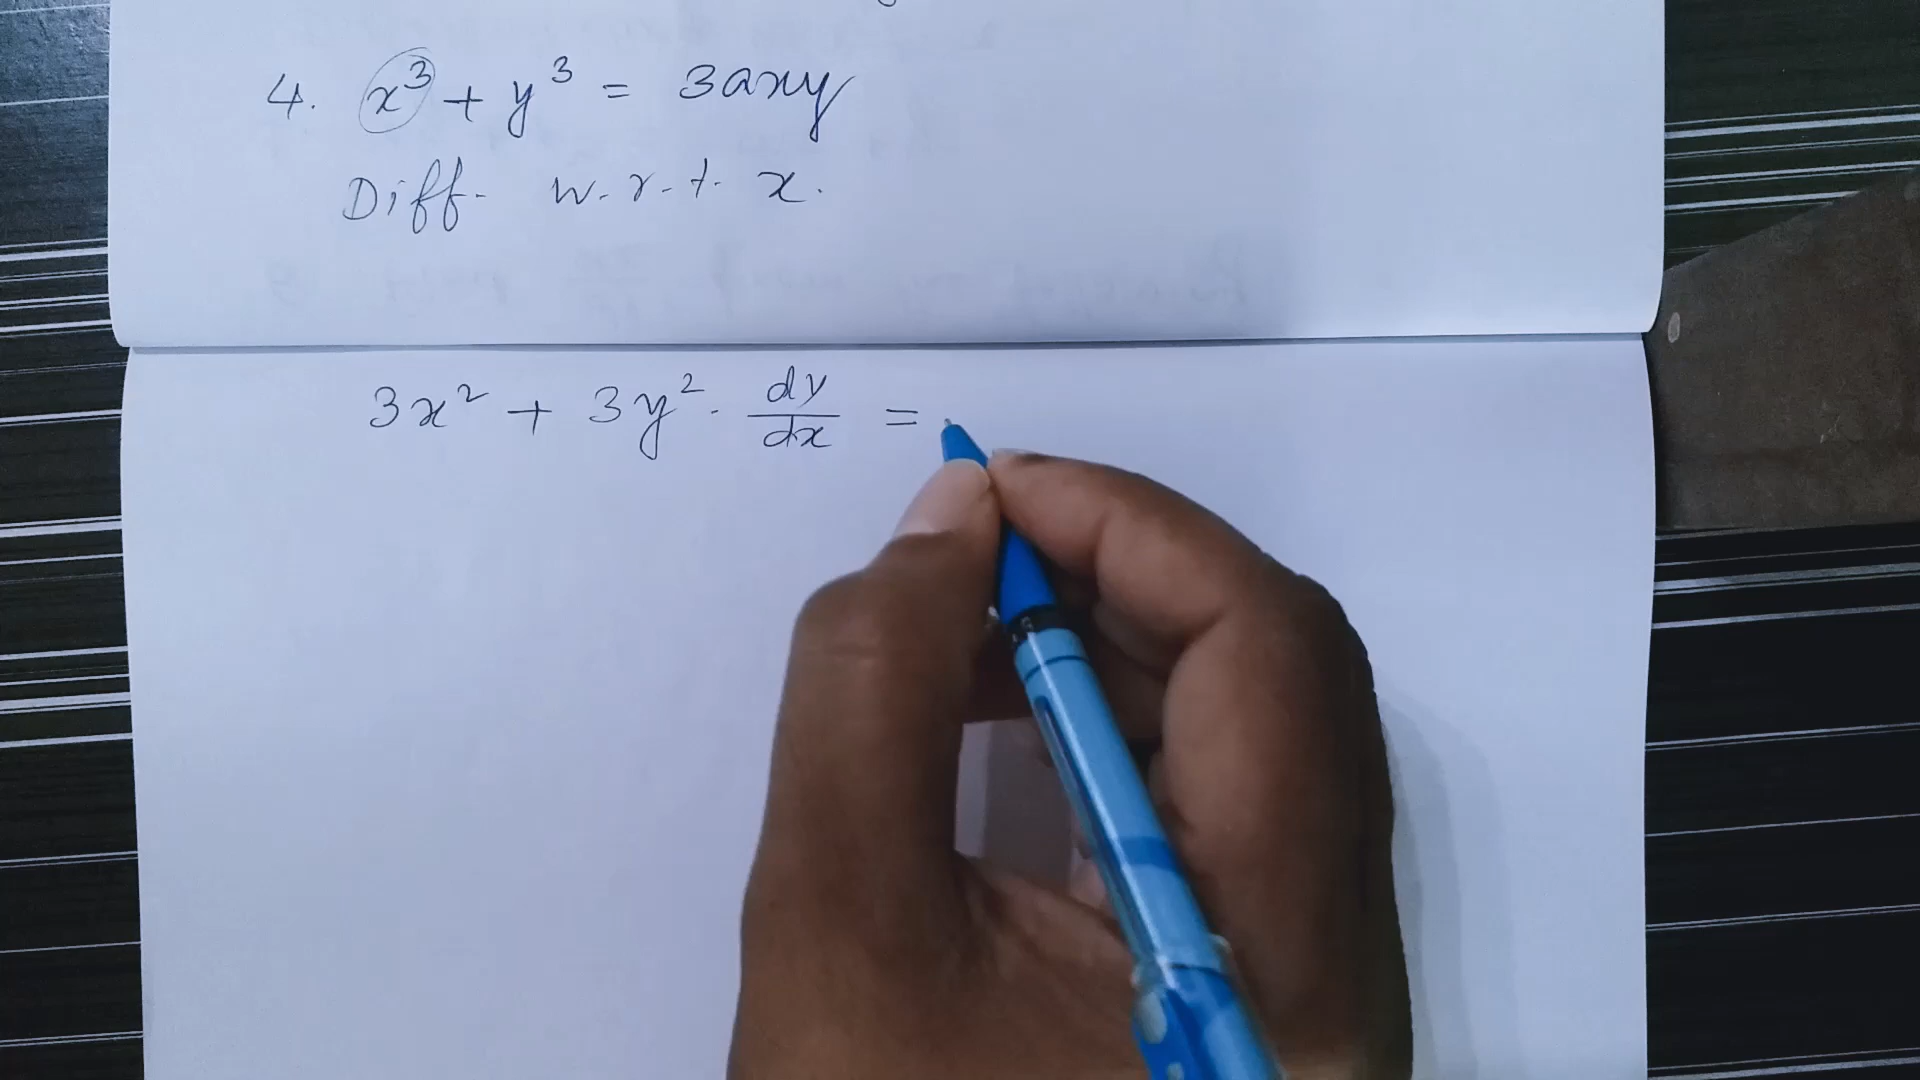 4. x³ + y³ = 3axy
Diff. w.r.t. x.
3x² + 3y². dy/dx =